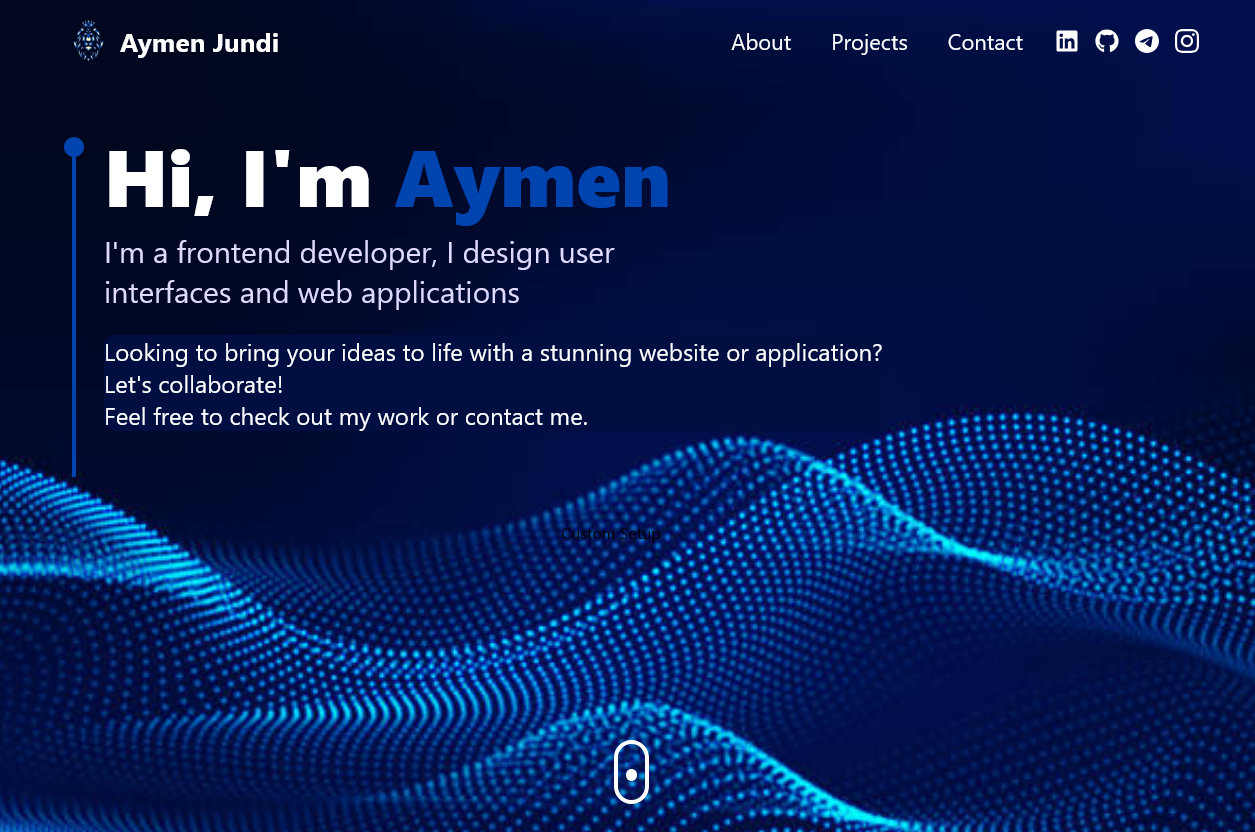 Aymen Jundi
About
Projects
Contact
Hi, I'm Aymen
I'm a frontend developer, I design user
interfaces and web applications
Looking to bring your ideas to life with a stunning website or application?
Let's collaborate!
Feel free to check out my work or contact me.
Custom Setup